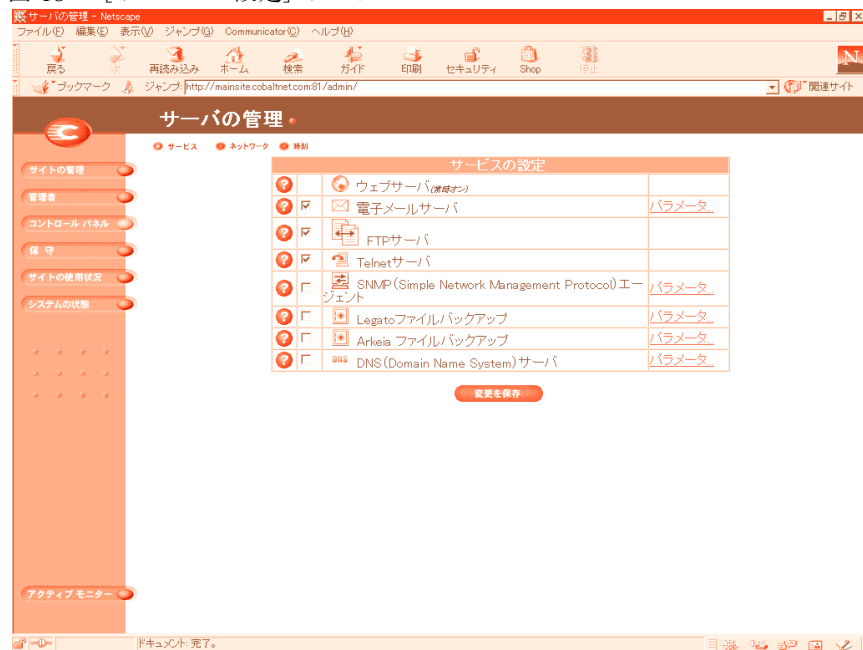 サーバの管理 - Netscape
ファイル(F) 編集(E) 表示(V) ジャンプ(G) Communicator(C) ヘルプ(H)
戻る 次 再読み込み ホーム 検索 ガイド 印刷 セキュリティ Shop 停止
ブックマーク ジャンプ: http://mainsite.cobaltnet.com:81/admin/ 関連サイト
サーバの管理
サービス ネットワーク 時刻
サイトの管理
管理者
コントロール パネル
保 守
サイトの使用状況
システムの状態
アクティブ モニター
サービスの設定
ウェブサーバ(常時オン)
電子メールサーバ パラメータ...
FTPサーバ
Telnetサーバ
SNMP(Simple Network Management Protocol)エー
ジェント パラメータ...
Legatoファイルバックアップ パラメータ...
Arkeia ファイルバックアップ パラメータ...
DNS DNS(Domain Name System)サーバ パラメータ...
変更を保存
ドキュメント: 完了。